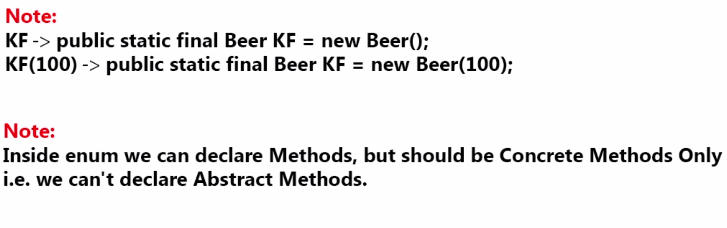 Note:
KF -> public static final Beer KF = new Beer();
KF(100) -> public static final Beer KF = new Beer(100);
Note:
Inside enum we can declare Methods, but should be Concrete Methods Only
i.e. we can't declare Abstract Methods.